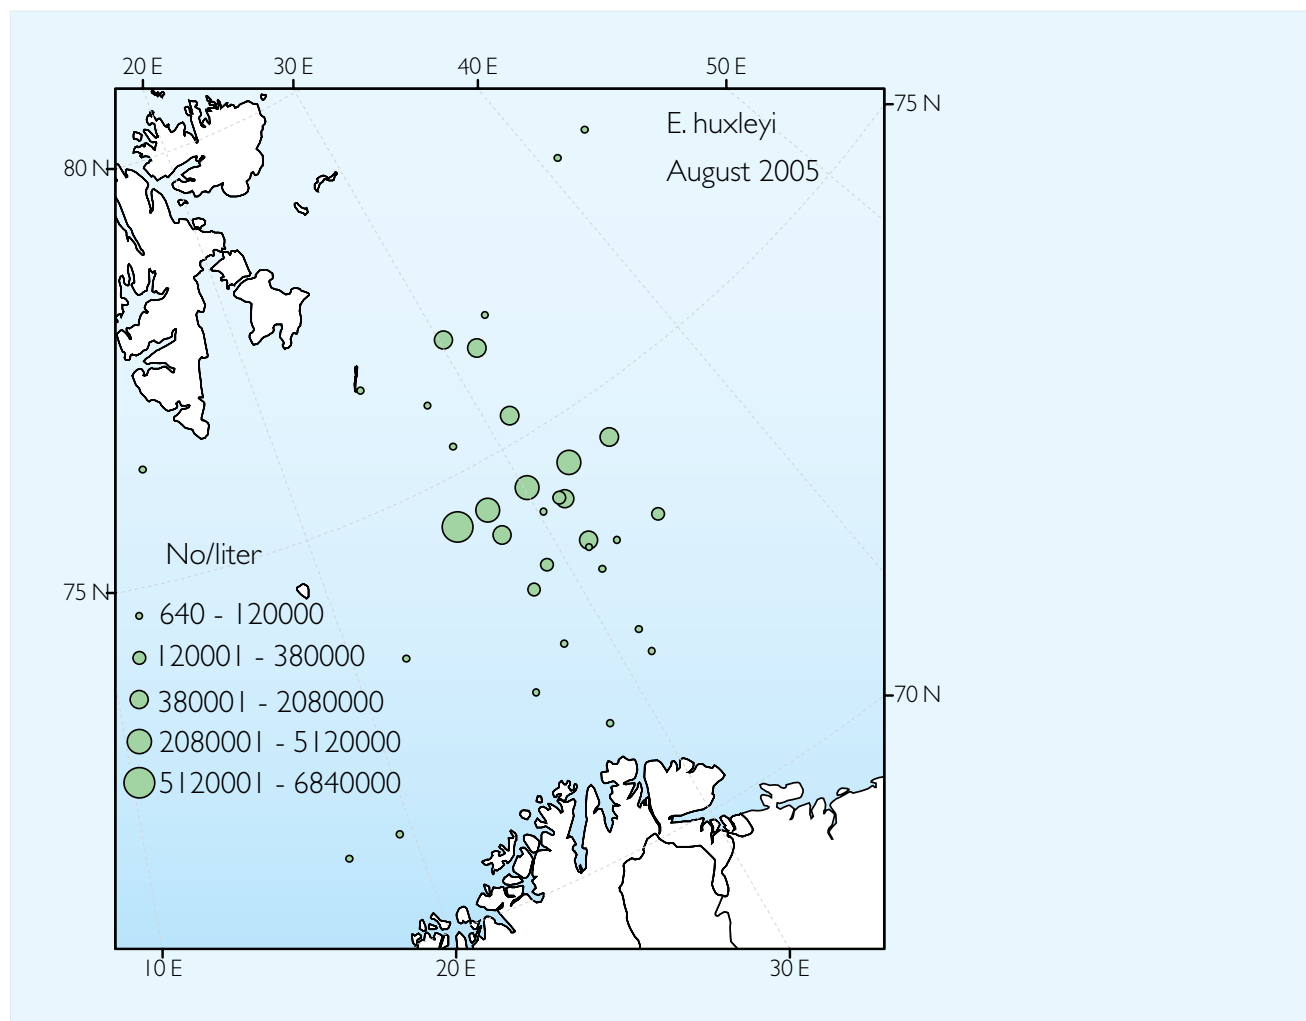 20 E 30 E 40 E 50 E
75 N
E. huxleyi
August 2005
80 N
No/liter
75 N
640 - 120000
120001 - 380000
380001 - 2080000
70 N
2080001 - 5120000
5120001 - 6840000
10 E 20 E 30 E